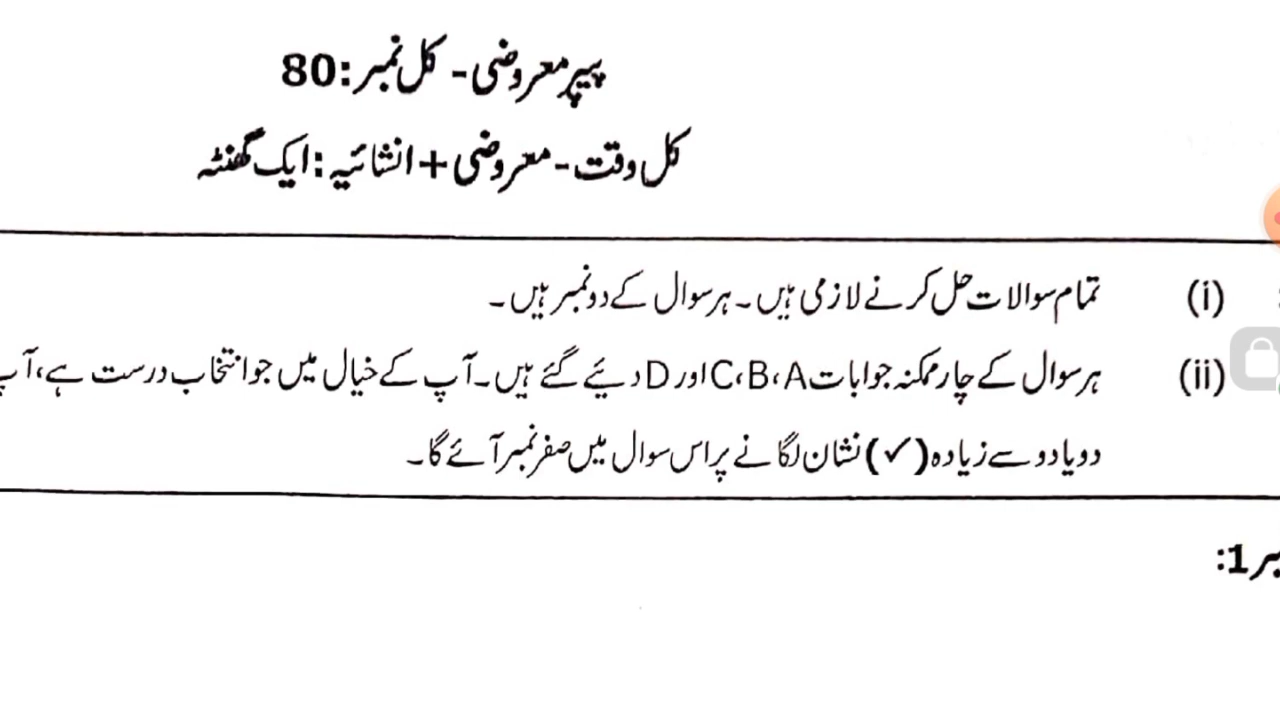 پیپر معروضی - کل نمبر: 80
کل وقت - معروضی + انشائیہ: ایک گھنٹہ
(i) تمام سوالات حل کرنے لازمی ہیں۔ ہر سوال کے دو نمبر ہیں۔
(ii) ہر سوال کے چار ممکنہ جوابات A، B، C اور D دیئے گئے ہیں۔ آپ کے خیال میں جو انتخاب درست ہے، آپ
دو یا دو سے زیادہ (✓) نشان لگانے پر اس سوال میں صفر نمبر آئے گا۔
1: